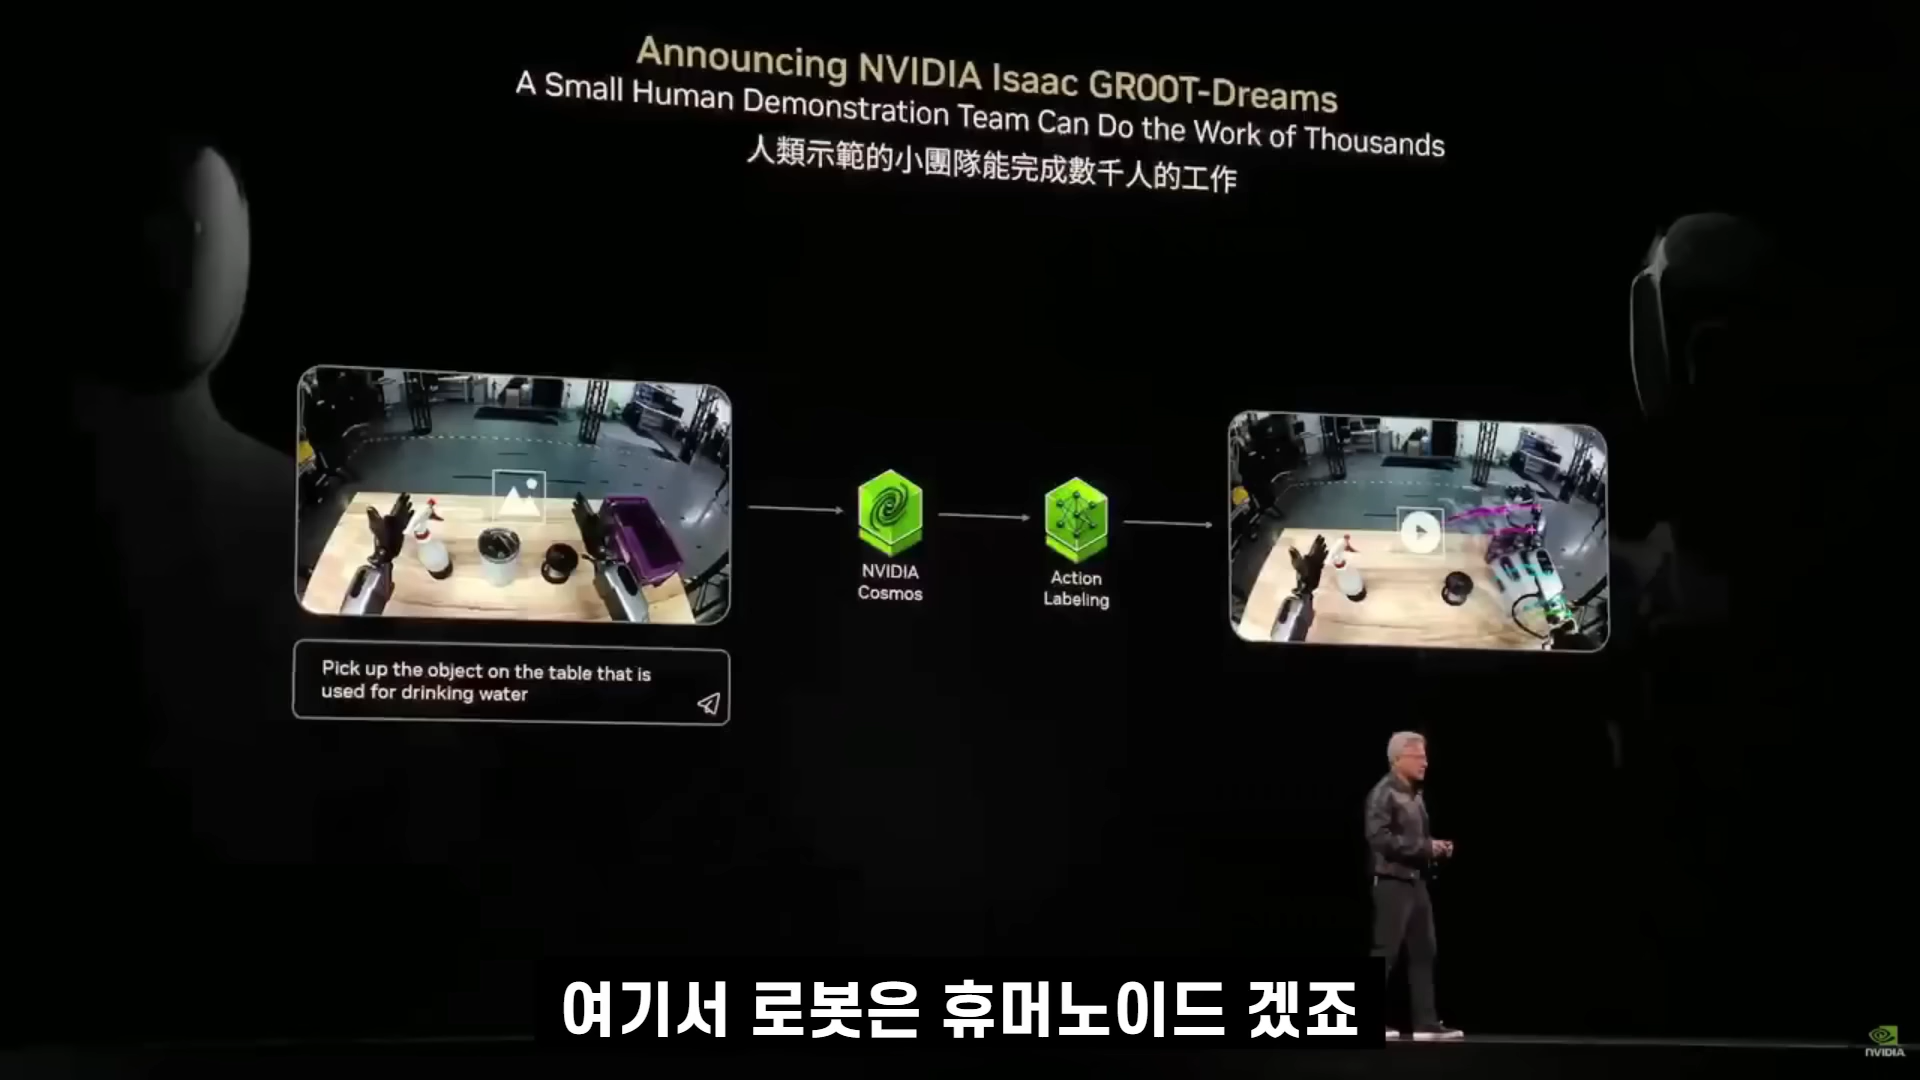 Announcing NVIDIA Isaac GR00T-Dreams
A Small Human Demonstration Team Can Do the Work of Thousands
人類示範的小團隊能完成數千人的工作
NVIDIA
Cosmos
Action
Labeling
Pick up the object on the table that is
used for drinking water
여기서 로봇은 휴머노이드 겠죠
NVIDIA